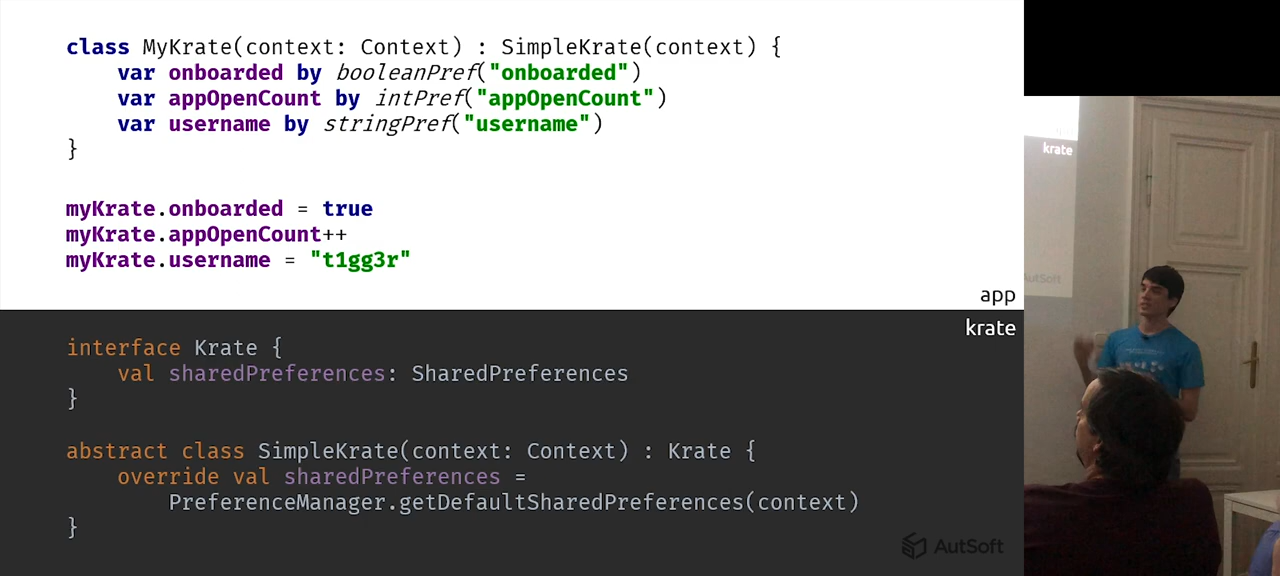 class MyKrate(context: Context) : SimpleKrate(context) {
    var onboarded by booleanPref("onboarded")
    var appOpenCount by intPref("appOpenCount")
    var username by stringPref("username")
}
myKrate.onboarded = true
myKrate.appOpenCount++
myKrate.username = "t1gg3r"
app
krate
interface Krate {
    val sharedPreferences: SharedPreferences
}
abstract class SimpleKrate(context: Context) : Krate {
    override val sharedPreferences =
        PreferenceManager.getDefaultSharedPreferences(context)
}
AutSoft
krate
AutSoft